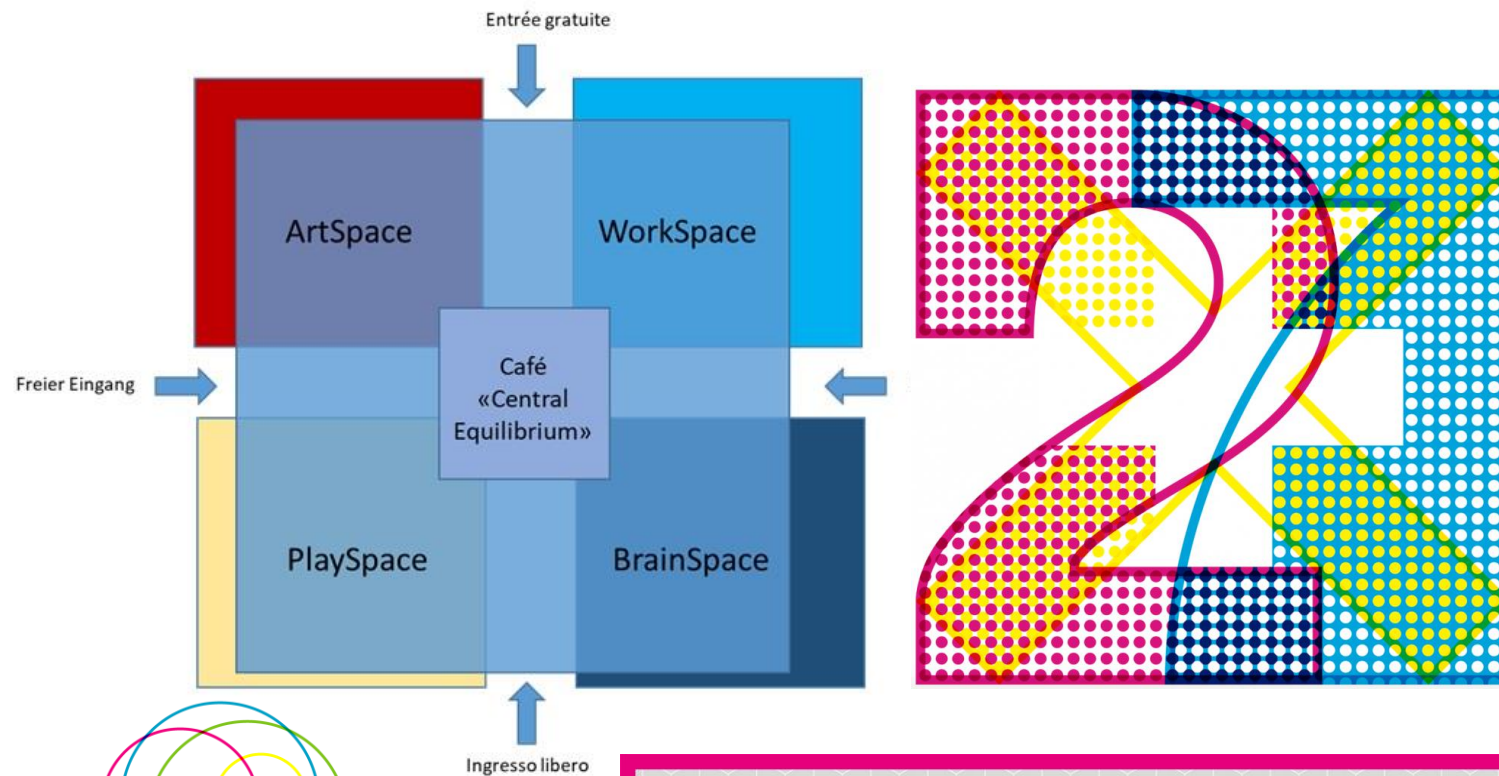 Entrée gratuite
ArtSpace
WorkSpace
Café
«Central
Equilibrium»
Freier Eingang
PlaySpace
BrainSpace
Ingresso libero